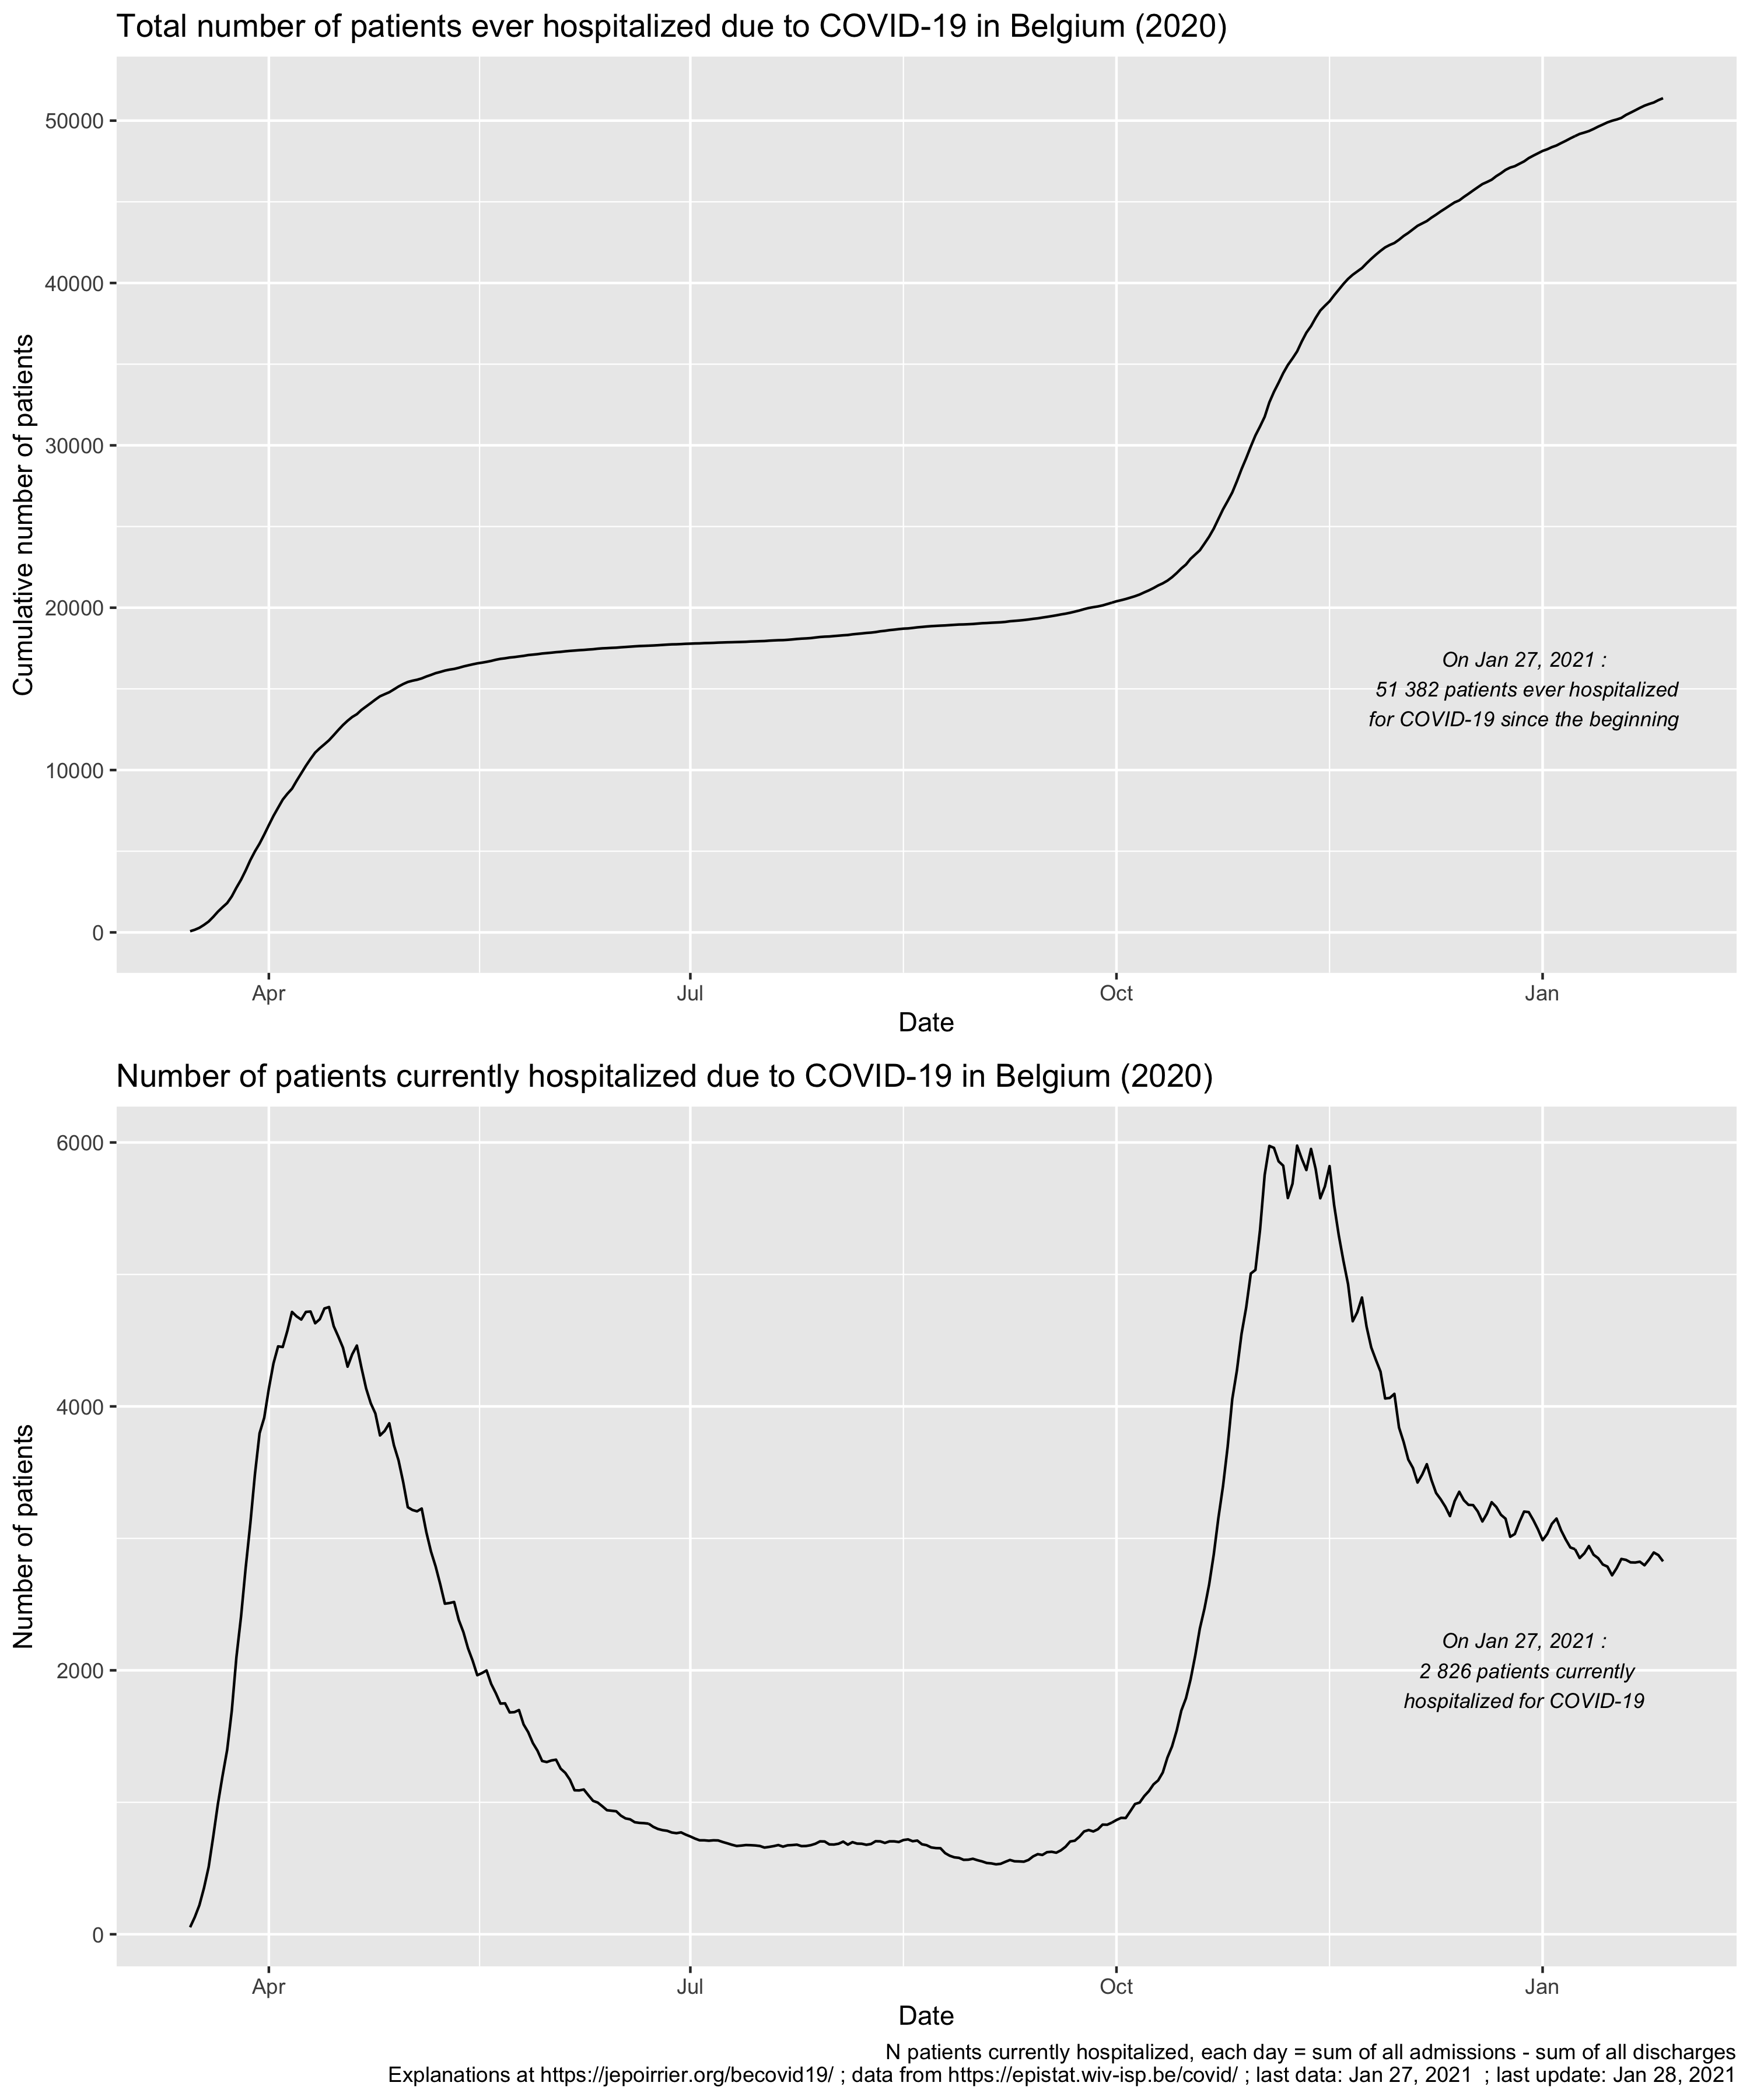 Total number of patients ever hospitalized due to COVID-19 in Belgium (2020)
50000
40000
30000
20000
10000
0
Cumulative number of patients
On Jan 27, 2021 :
51 382 patients ever hospitalized
for COVID-19 since the beginning
Apr Jul Oct Jan
Date
Number of patients currently hospitalized due to COVID-19 in Belgium (2020)
6000
4000
2000
0
Number of patients
On Jan 27, 2021 :
2 826 patients currently
hospitalized for COVID-19
Apr Jul Oct Jan
Date
N patients currently hospitalized, each day = sum of all admissions - sum of all discharges
Explanations at https://jepoirrier.org/becovid19/ ; data from https://epistat.wiv-isp.be/covid/ ; last data: Jan 27, 2021  ; last update: Jan 28, 2021